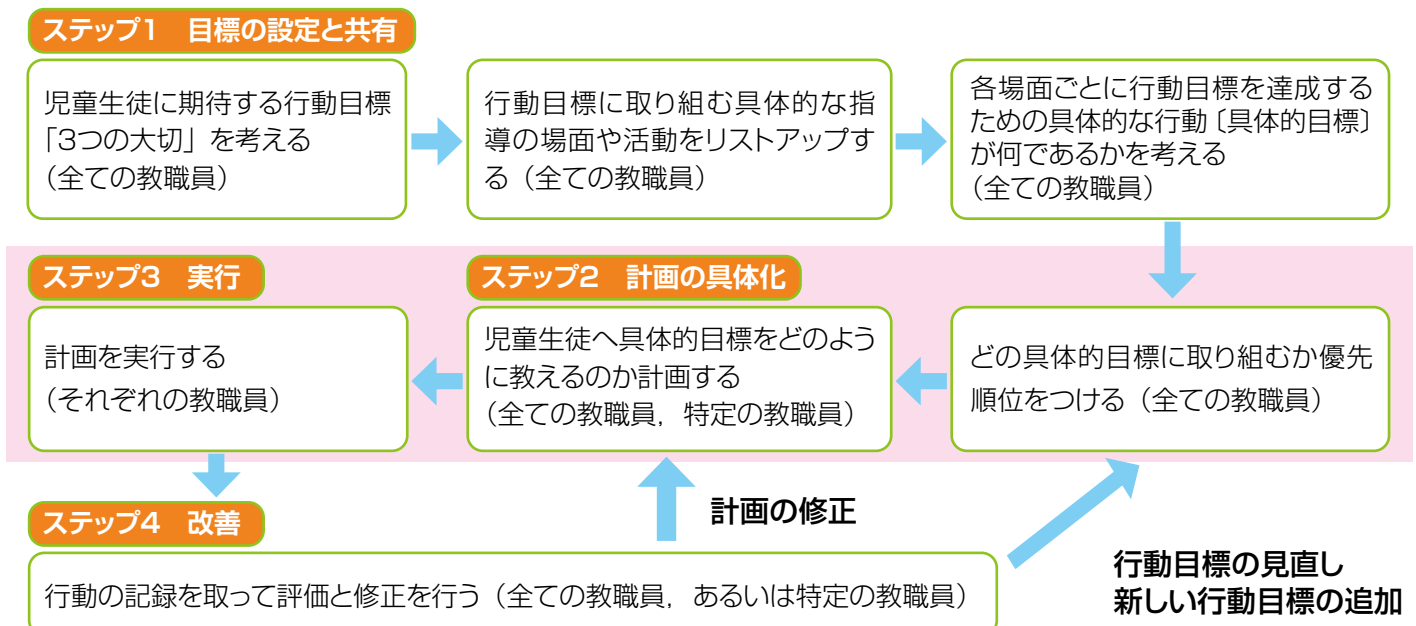 ステップ1　目標の設定と共有
児童生徒に期待する行動目標
「3つの大切」を考える
（全ての教職員）
行動目標に取り組む具体的な指
導の場面や活動をリストアップす
る（全ての教職員）
各場面ごとに行動目標を達成する
ための具体的な行動〔具体的目標〕
が何であるかを考える
（全ての教職員）
ステップ3　実行
計画を実行する
（それぞれの教職員）
ステップ2　計画の具体化
児童生徒へ具体的目標をどのよう
に教えるのか計画する
（全ての教職員，特定の教職員）
どの具体的目標に取り組むか優先
順位をつける（全ての教職員）
ステップ4　改善
行動の記録を取って評価と修正を行う（全ての教職員，あるいは特定の教職員）
計画の修正
行動目標の見直し
新しい行動目標の追加